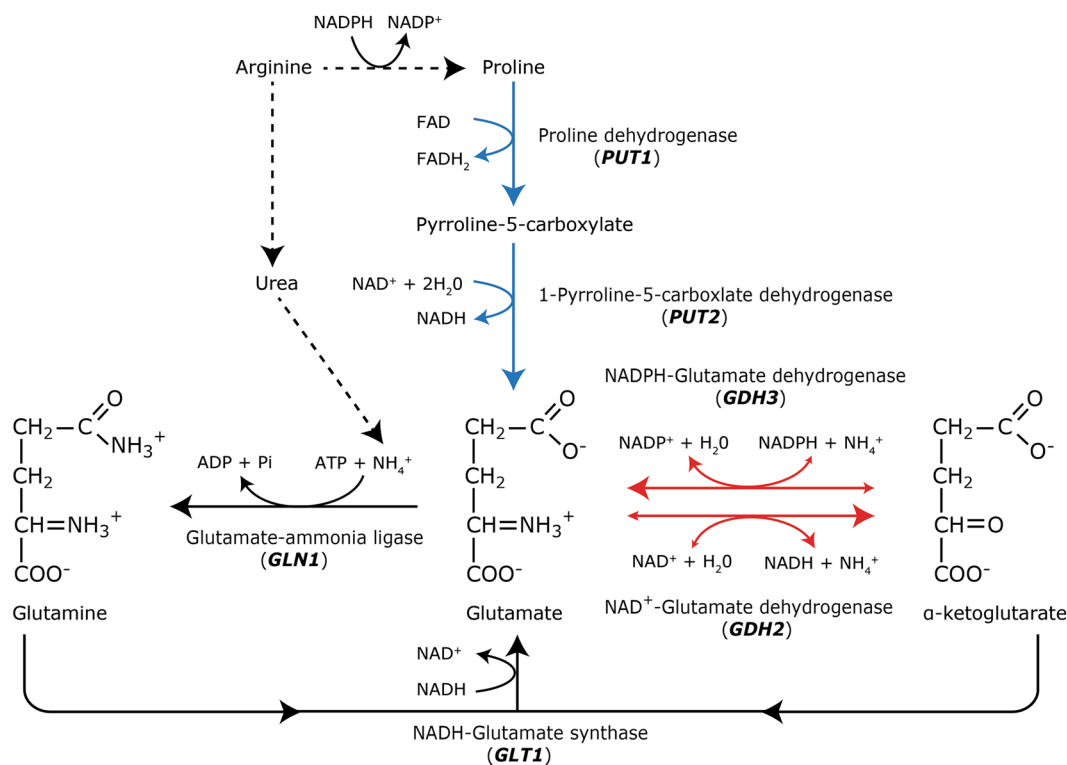 NADPH NADP⁺
Arginine Proline
FAD
FADH₂
Proline dehydrogenase
(PUT1)
Pyrroline-5-carboxylate
Urea
NAD⁺ + 2H₂0
NADH
1-Pyrroline-5-carboxlate dehydrogenase
(PUT2)
NADPH-Glutamate dehydrogenase
(GDH3)
O
CH₂ C
NH₃⁺
CH₂
CH=NH₃⁺
COO⁻
Glutamine
ADP + Pi ATP + NH₄⁺
Glutamate-ammonia ligase
(GLN1)
O
CH₂ C
O⁻
CH₂
CH=NH₃⁺
COO⁻
Glutamate
NADP⁺ + H₂0 NADPH + NH₄⁺
NAD⁺ + H₂0 NADH + NH₄⁺
NAD⁺-Glutamate dehydrogenase
(GDH2)
O
CH₂ C
O⁻
CH₂
CH=O
COO⁻
α-ketoglutarate
NAD⁺
NADH
NADH-Glutamate synthase
(GLT1)